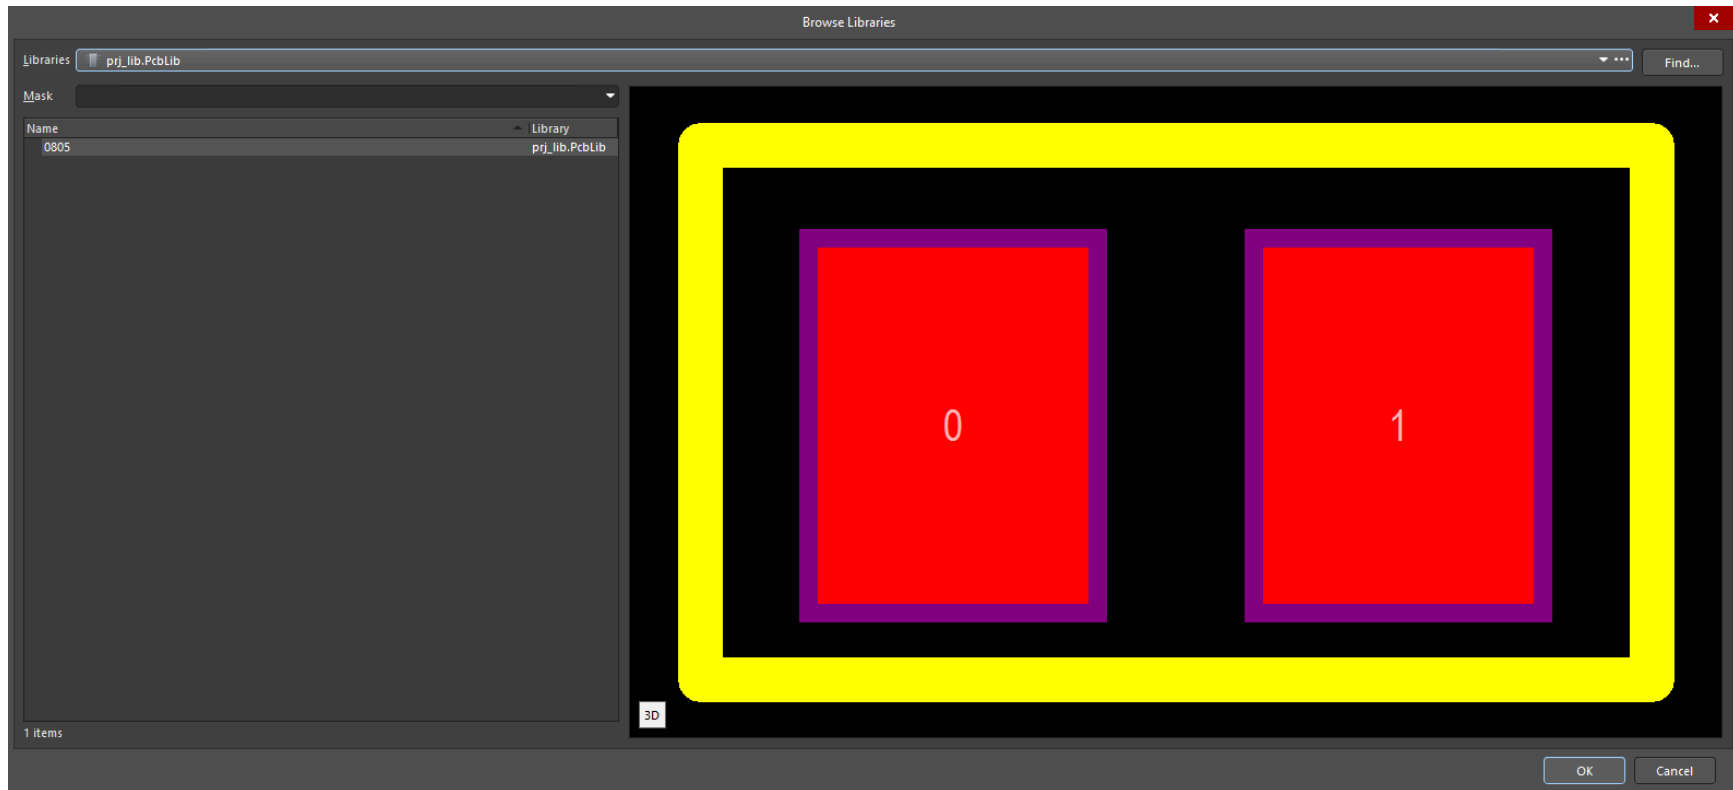 Browse Libraries
Libraries prj_lib.PcbLib Find...
Mask
Name Library
0805 prj_lib.PcbLib
0 1
3D
1 items
OK Cancel